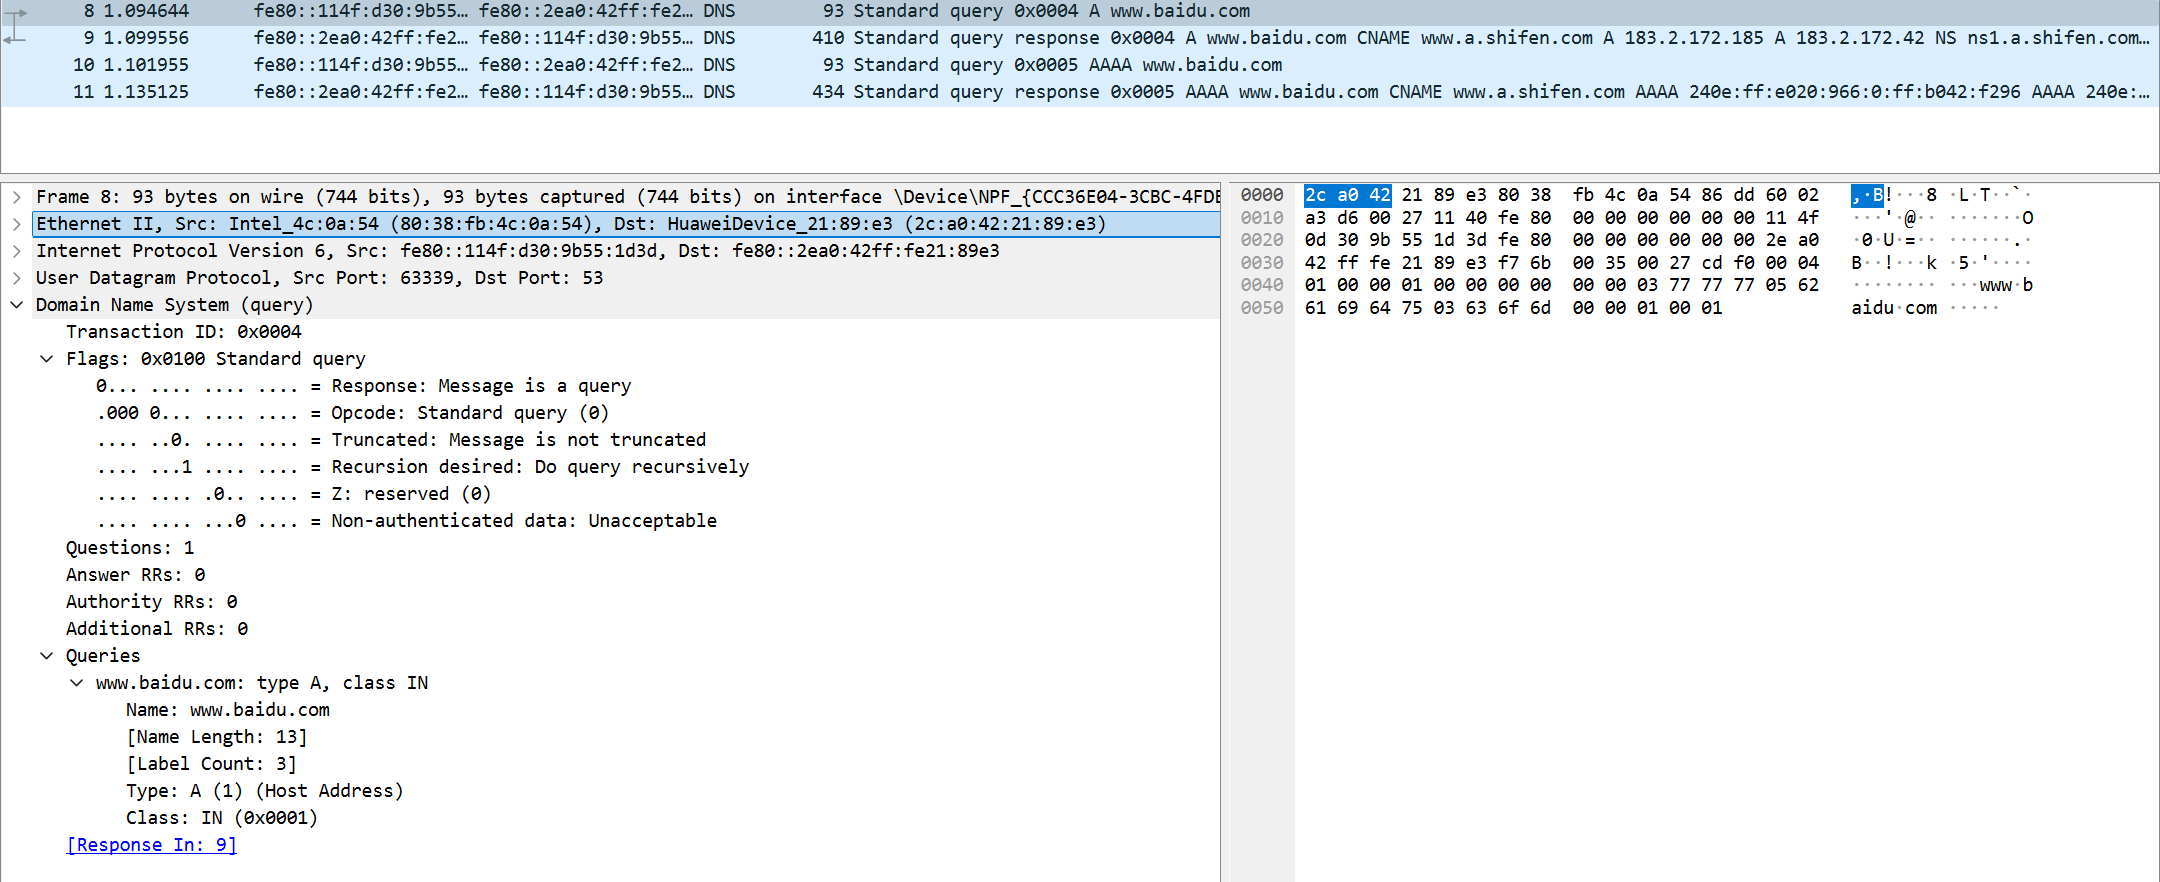 8 1.094644 fe80::114f:d30:9b55… fe80::2ea0:42ff:fe2… DNS 93 Standard query 0x0004 A www.baidu.com
9 1.099556 fe80::2ea0:42ff:fe2… fe80::114f:d30:9b55… DNS 410 Standard query response 0x0004 A www.baidu.com CNAME www.a.shifen.com A 183.2.172.185 A 183.2.172.42 NS ns1.a.shifen.com…
10 1.101955 fe80::114f:d30:9b55… fe80::2ea0:42ff:fe2… DNS 93 Standard query 0x0005 AAAA www.baidu.com
11 1.135125 fe80::2ea0:42ff:fe2… fe80::114f:d30:9b55… DNS 434 Standard query response 0x0005 AAAA www.baidu.com CNAME www.a.shifen.com AAAA 240e:ff:e020:966:0:ff:b042:f296 AAAA 240e:…
Frame 8: 93 bytes on wire (744 bits), 93 bytes captured (744 bits) on interface \Device\NPF_{CCC36E04-3CBC-4FDE
Ethernet II, Src: Intel_4c:0a:54 (80:38:fb:4c:0a:54), Dst: HuaweiDevice_21:89:e3 (2c:a0:42:21:89:e3)
Internet Protocol Version 6, Src: fe80::114f:d30:9b55:1d3d, Dst: fe80::2ea0:42ff:fe21:89e3
User Datagram Protocol, Src Port: 63339, Dst Port: 53
Domain Name System (query)
Transaction ID: 0x0004
Flags: 0x0100 Standard query
0... .... .... .... = Response: Message is a query
.000 0... .... .... = Opcode: Standard query (0)
.... ..0. .... .... = Truncated: Message is not truncated
.... ...1 .... .... = Recursion desired: Do query recursively
.... .... .0.. .... = Z: reserved (0)
.... .... ...0 .... = Non-authenticated data: Unacceptable
Questions: 1
Answer RRs: 0
Authority RRs: 0
Additional RRs: 0
Queries
www.baidu.com: type A, class IN
Name: www.baidu.com
[Name Length: 13]
[Label Count: 3]
Type: A (1) (Host Address)
Class: IN (0x0001)
[Response In: 9]
0000 2c a0 42 21 89 e3 80 38 fb 4c 0a 54 86 dd 60 02 ,·B!···8 ·L·T··`·
0010 a3 d6 00 27 11 40 fe 80 00 00 00 00 00 00 11 4f ···'·@·· ·······O
0020 0d 30 9b 55 1d 3d fe 80 00 00 00 00 00 00 2e a0 ·0·U·=·· ······.·
0030 42 ff fe 21 89 e3 f7 6b 00 35 00 27 cd f0 00 04 B··!···k ·5·'····
0040 01 00 00 01 00 00 00 00 00 00 03 77 77 77 05 62 ········ ···www·b
0050 61 69 64 75 03 63 6f 6d 00 00 01 00 01 aidu·com ·····